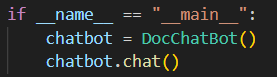 if __name__ == "__main__":
    chatbot = DocChatBot()
    chatbot.chat()